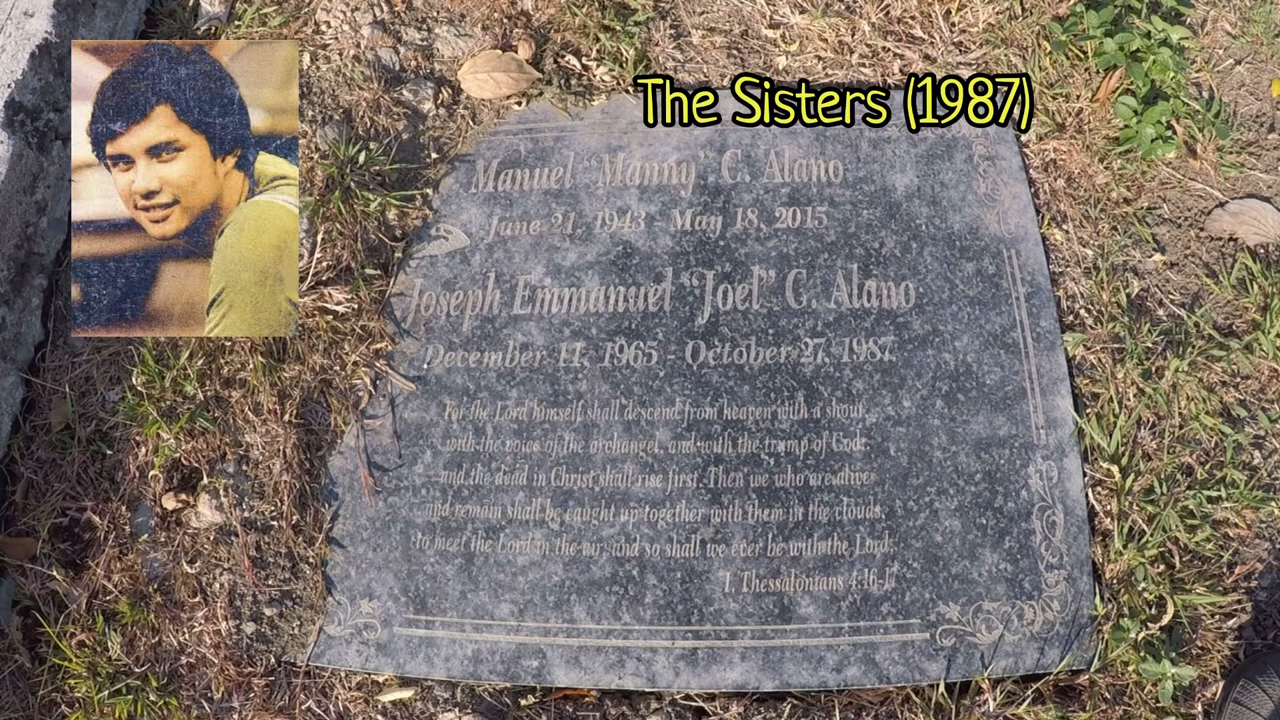 The Sisters (1987)
Manuel "Manny" C. Alano
June 21, 1943 - May 18, 2015
Joseph Emmanuel "Joel" G. Alano
December 11, 1965 - October 27, 1987
For the Lord himself shall descend from heaven with a shout,
with the voice of the archangel, and with the trump of God:
and the dead in Christ shall rise first. Then we who are alive
and remain shall be caught up together with them in the clouds,
to meet the Lord in the air, and so shall we ever be with the Lord.
1 Thessalonians 4:16-17